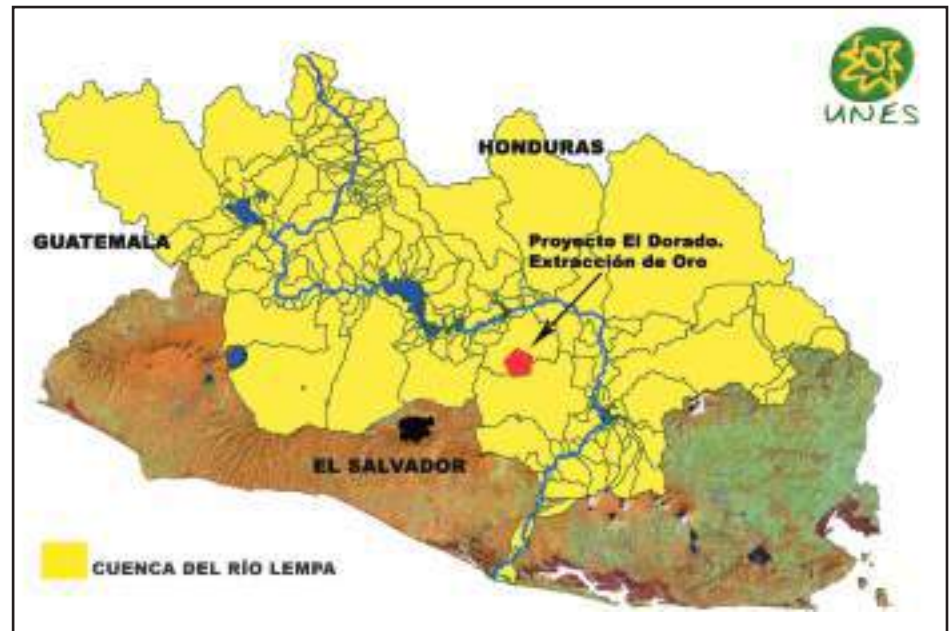 UNES
HONDURAS
GUATEMALA
Proyecto El Dorado.
Extracción de Oro
EL SALVADOR
CUENCA DEL RÍO LEMPA